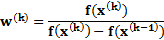 w⁽ᵏ⁾ = f(x⁽ᵏ⁾) / (f(x⁽ᵏ⁾) − f(x⁽ᵏ⁻¹⁾))